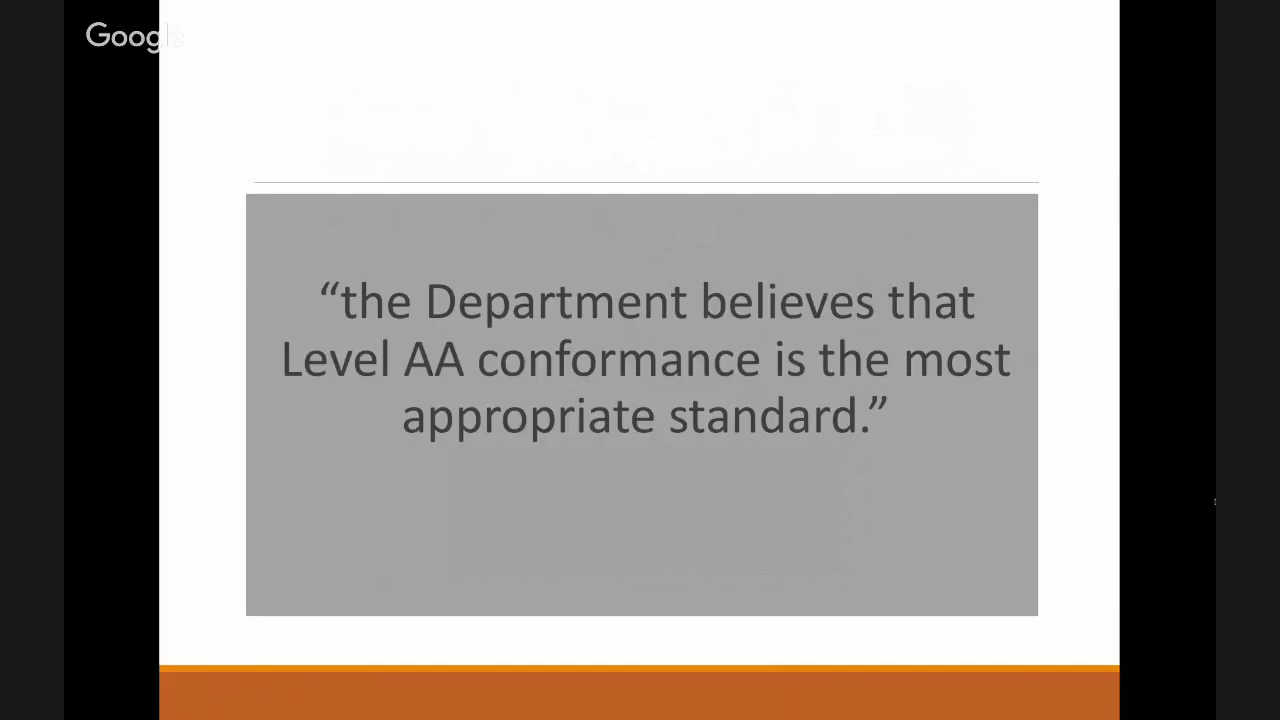 Google
“the Department believes that
Level AA conformance is the most
appropriate standard.”